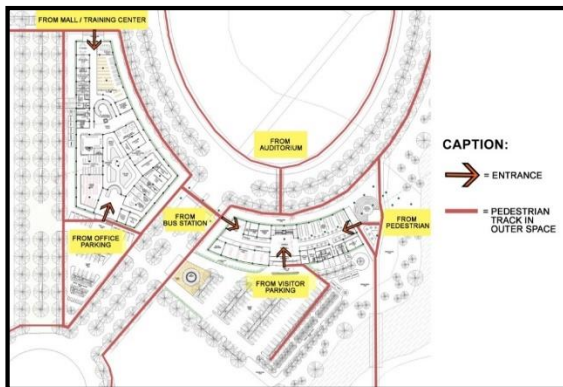 FROM MALL / TRAINING CENTER
FROM
AUDITORIUM
CAPTION:
= ENTRANCE
FROM
BUS STATION
FROM
PEDESTRIAN
= PEDESTRIAN
TRACK IN
OUTER SPACE
FROM OFFICE
PARKING
FROM VISITOR
PARKING